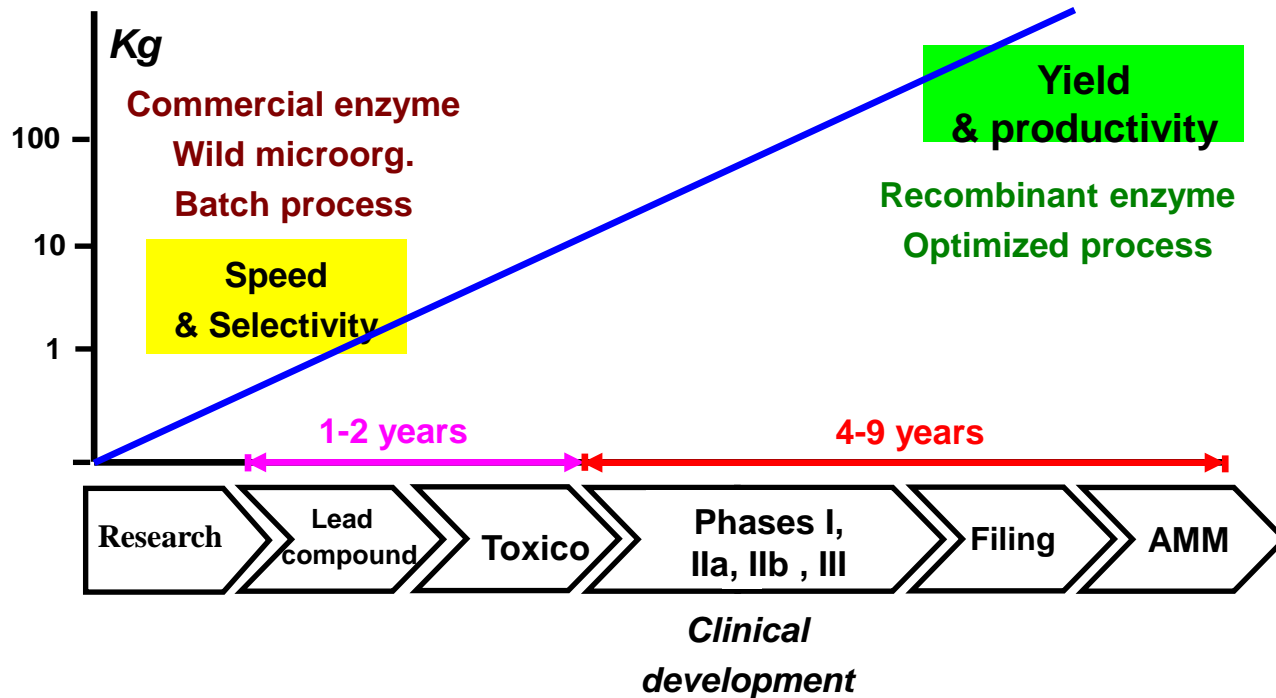 Kg
Commercial enzyme
Wild microorg.
Batch process
Yield
& productivity
100
Recombinant enzyme
Optimized process
10
Speed
& Selectivity
1
1-2 years
4-9 years
Research
Lead
compound
Toxico
Phases I,
IIa, IIb , III
Filing
AMM
Clinical
development